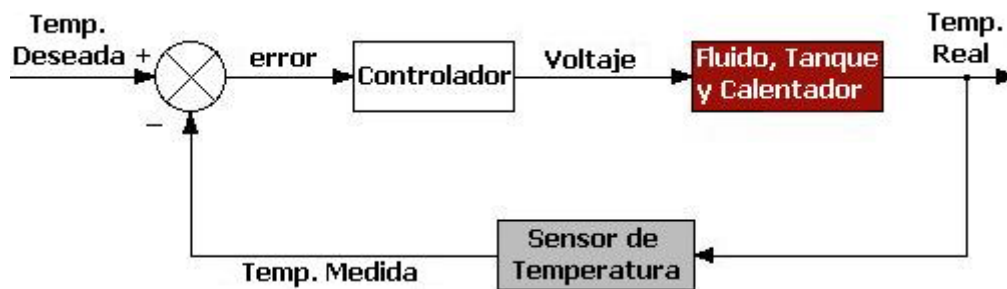 Temp.
Deseada +
error
Controlador
Voltaje
Fluido, Tanque
y Calentador
Temp.
Real
−
Sensor de
Temperatura
Temp. Medida